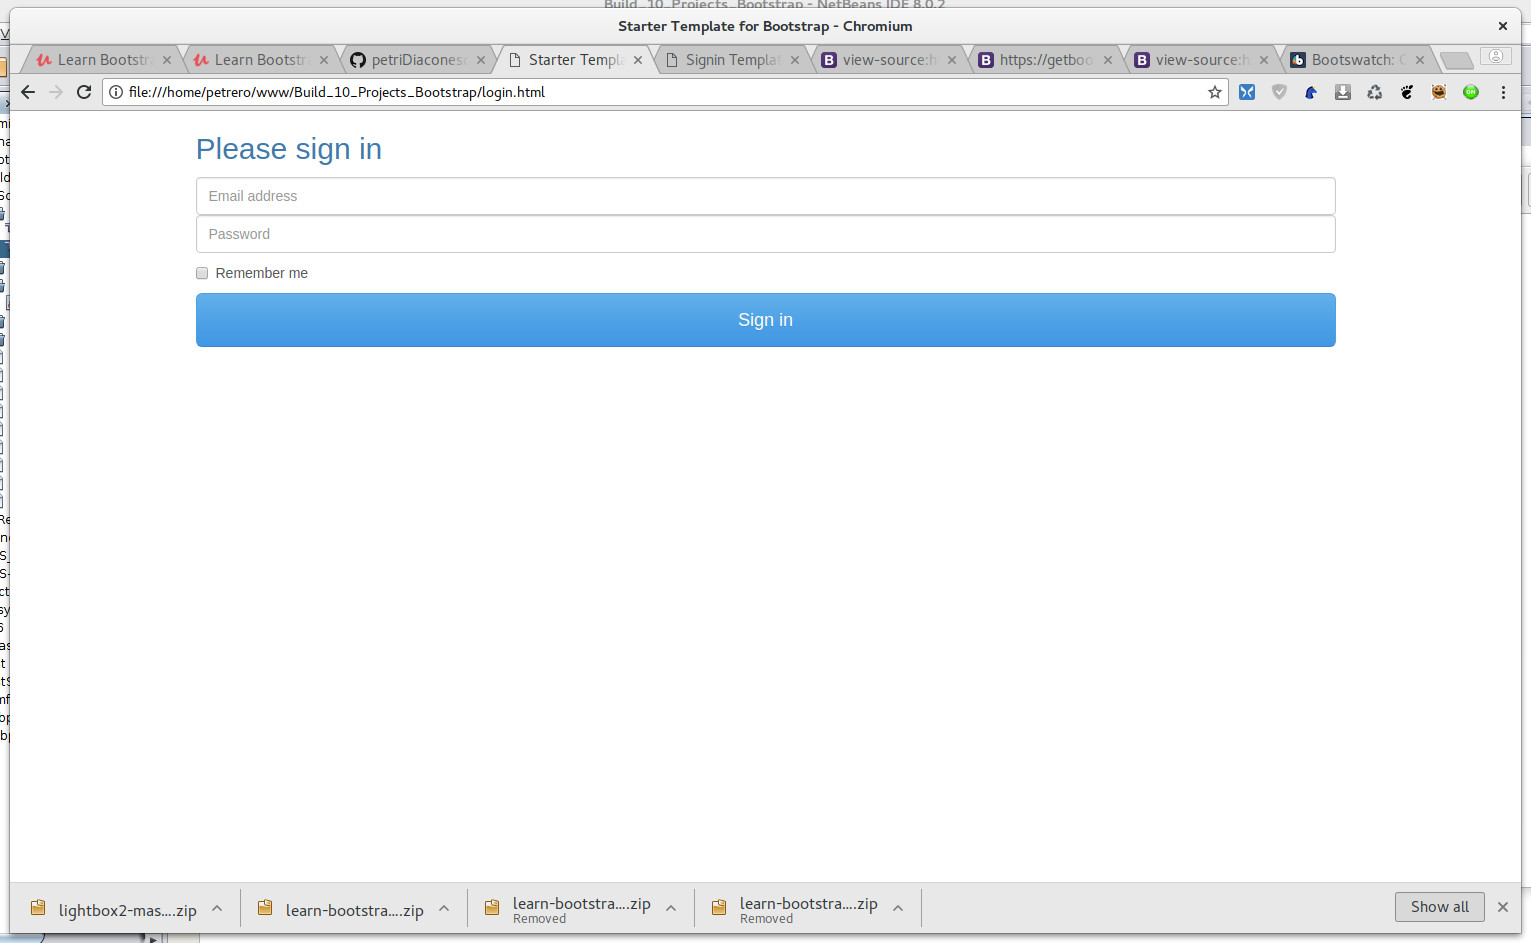 Build_10_Projects_Bootstrap - NetBeans IDE 8.0.2
Starter Template for Bootstrap - Chromium
Learn Bootstr
Learn Bootstr
petriDiacones
Starter Templ
Signin Templat
view-source:h
https://getboo
view-source:h
Bootswatch:
file:///home/petrero/www/Build_10_Projects_Bootstrap/login.html
Please sign in
Email address
Password
Remember me
Sign in
lightbox2-mas....zip
learn-bootstra....zip
learn-bootstra....zip
Removed
learn-bootstra....zip
Removed
Show all